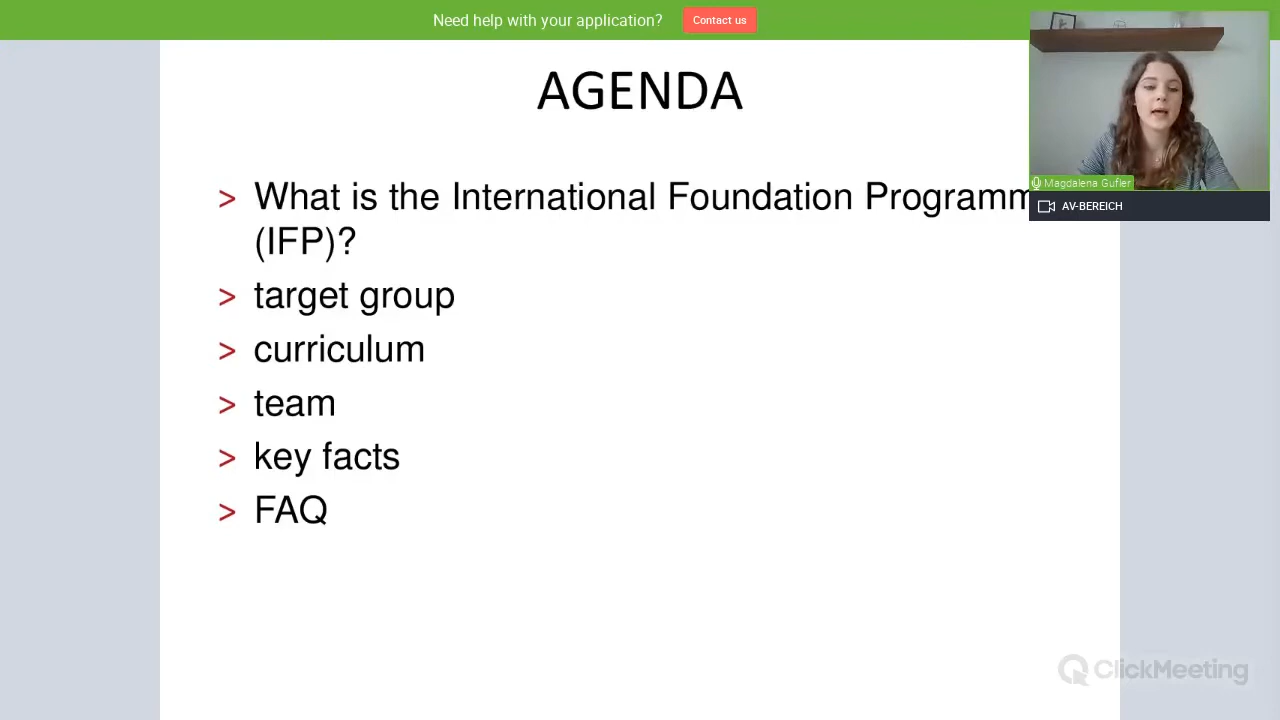 Need help with your application?
Contact us
AGENDA
> What is the International Foundation Programm
(IFP)?
> target group
> curriculum
> team
> key facts
> FAQ
Magdalena Gufler
AV-BEREICH
ClickMeeting